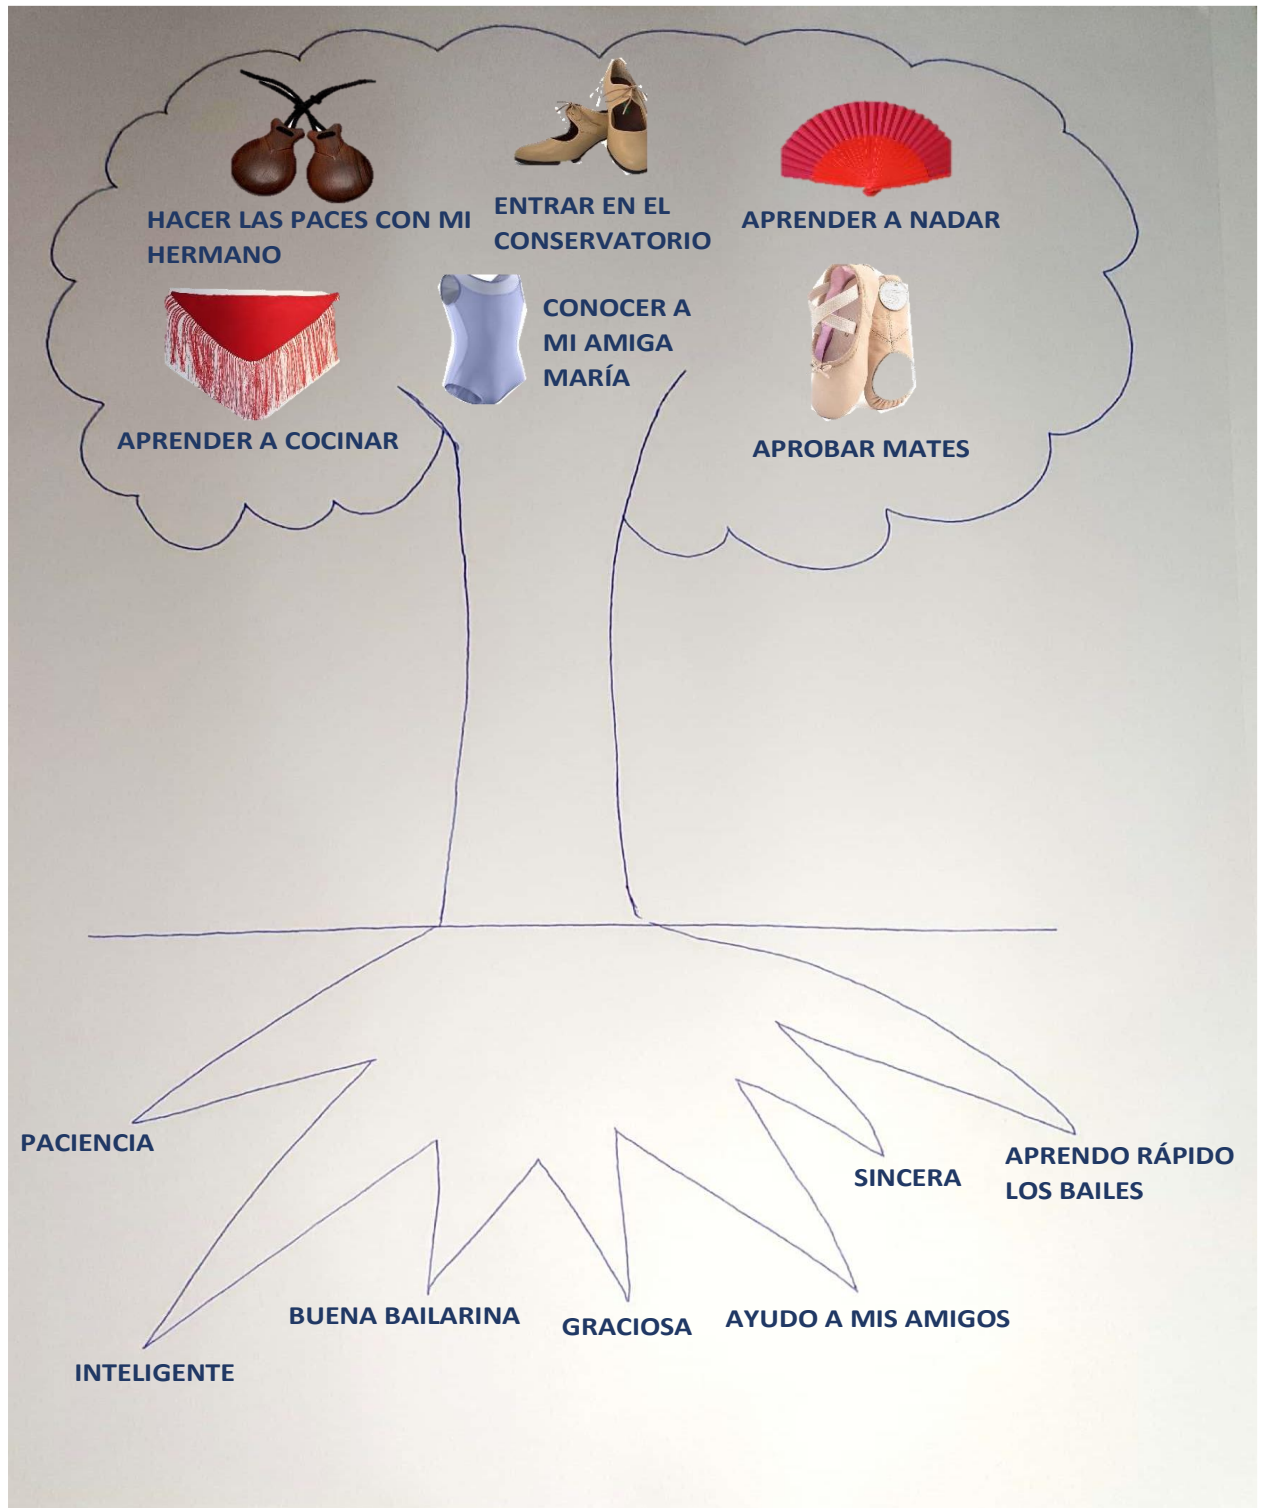 HACER LAS PACES CON MI
HERMANO
ENTRAR EN EL
CONSERVATORIO
APRENDER A NADAR
APRENDER A COCINAR
CONOCER A
MI AMIGA
MARÍA
APROBAR MATES
PACIENCIA
INTELIGENTE
BUENA BAILARINA
GRACIOSA
AYUDO A MIS AMIGOS
SINCERA
APRENDO RÁPIDO
LOS BAILES